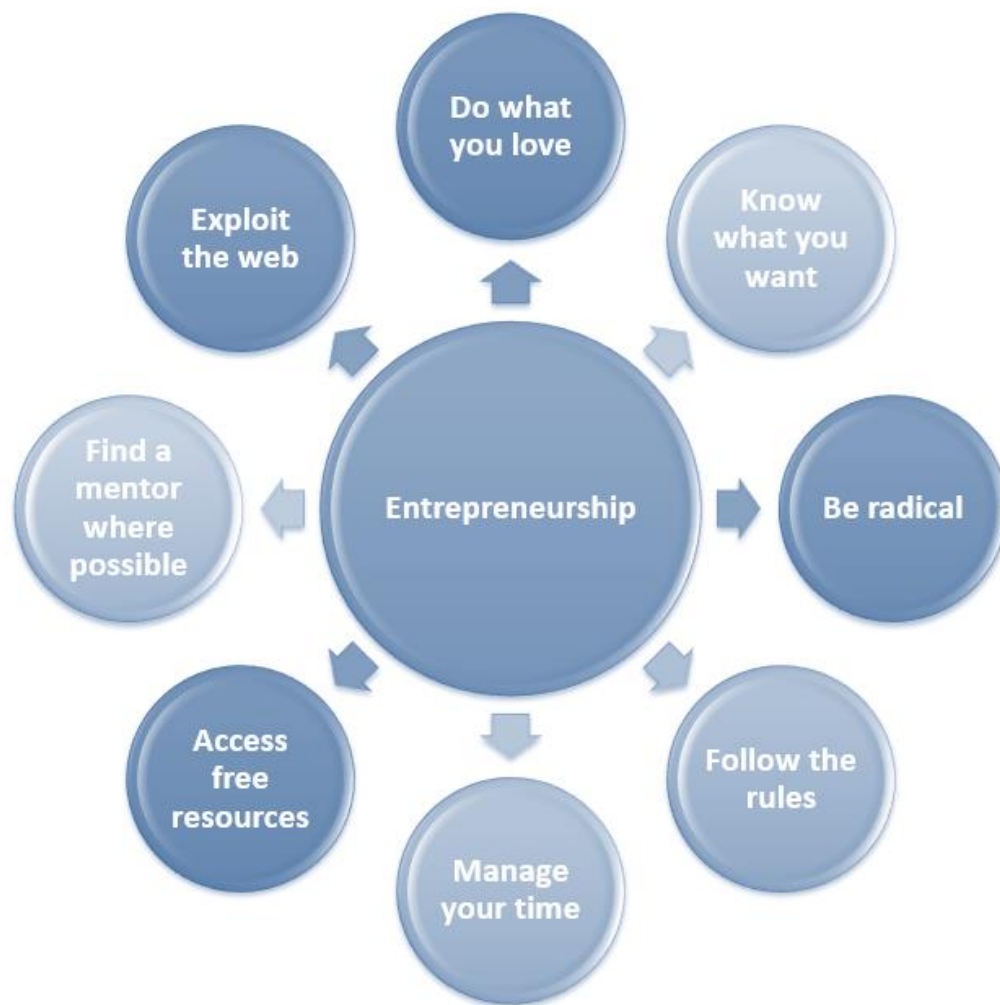 Do what
you love
Know
what you
want
Be radical
Follow the
rules
Manage
your time
Access
free
resources
Find a
mentor
where
possible
Exploit
the web
Entrepreneurship